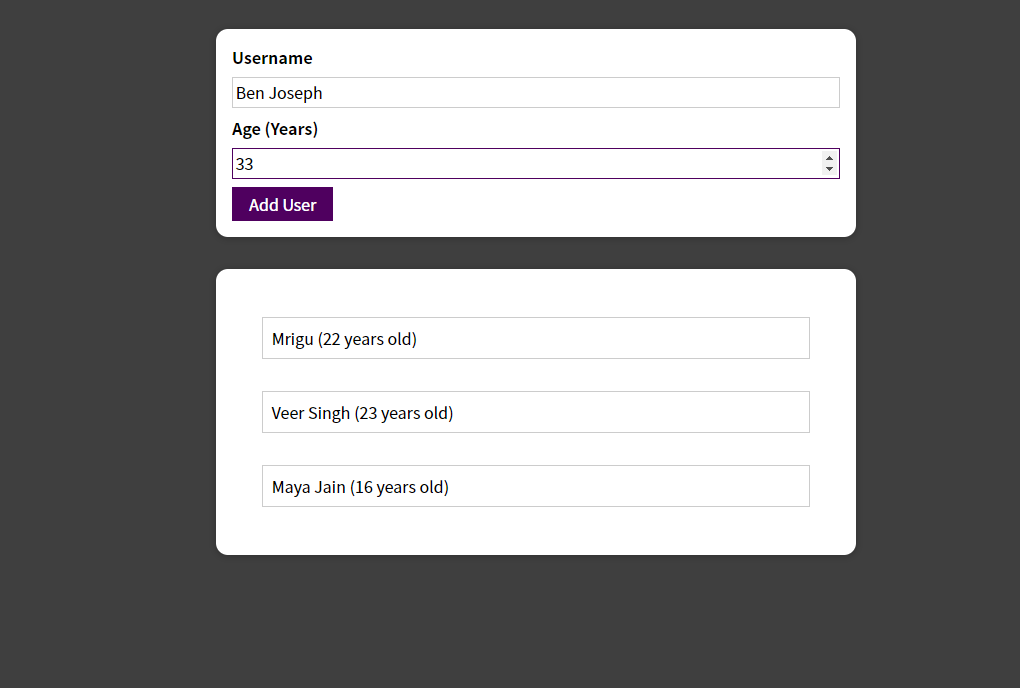 Username
Ben Joseph
Age (Years)
33
Add User
Mrigu (22 years old)
Veer Singh (23 years old)
Maya Jain (16 years old)